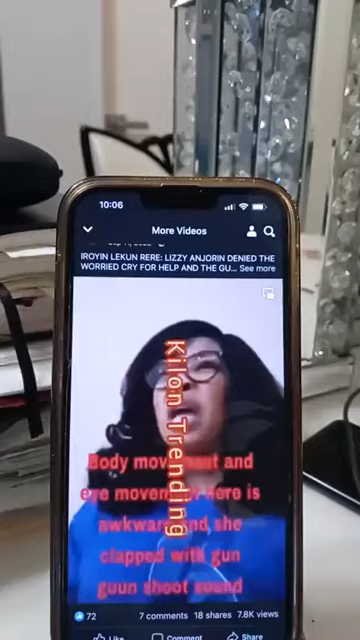 10:06
More Videos
IROYIN LEKUN RERE: LIZZY ANJORIN DENIED THE
WORRIED CRY FOR HELP AND THE GU... See more
Kilon Trending
Body movement and
eye movement here is
awkward and she
clapped with gun
guun shoot sound
72
7 comments 18 shares 7.8K views
Like Comment Share